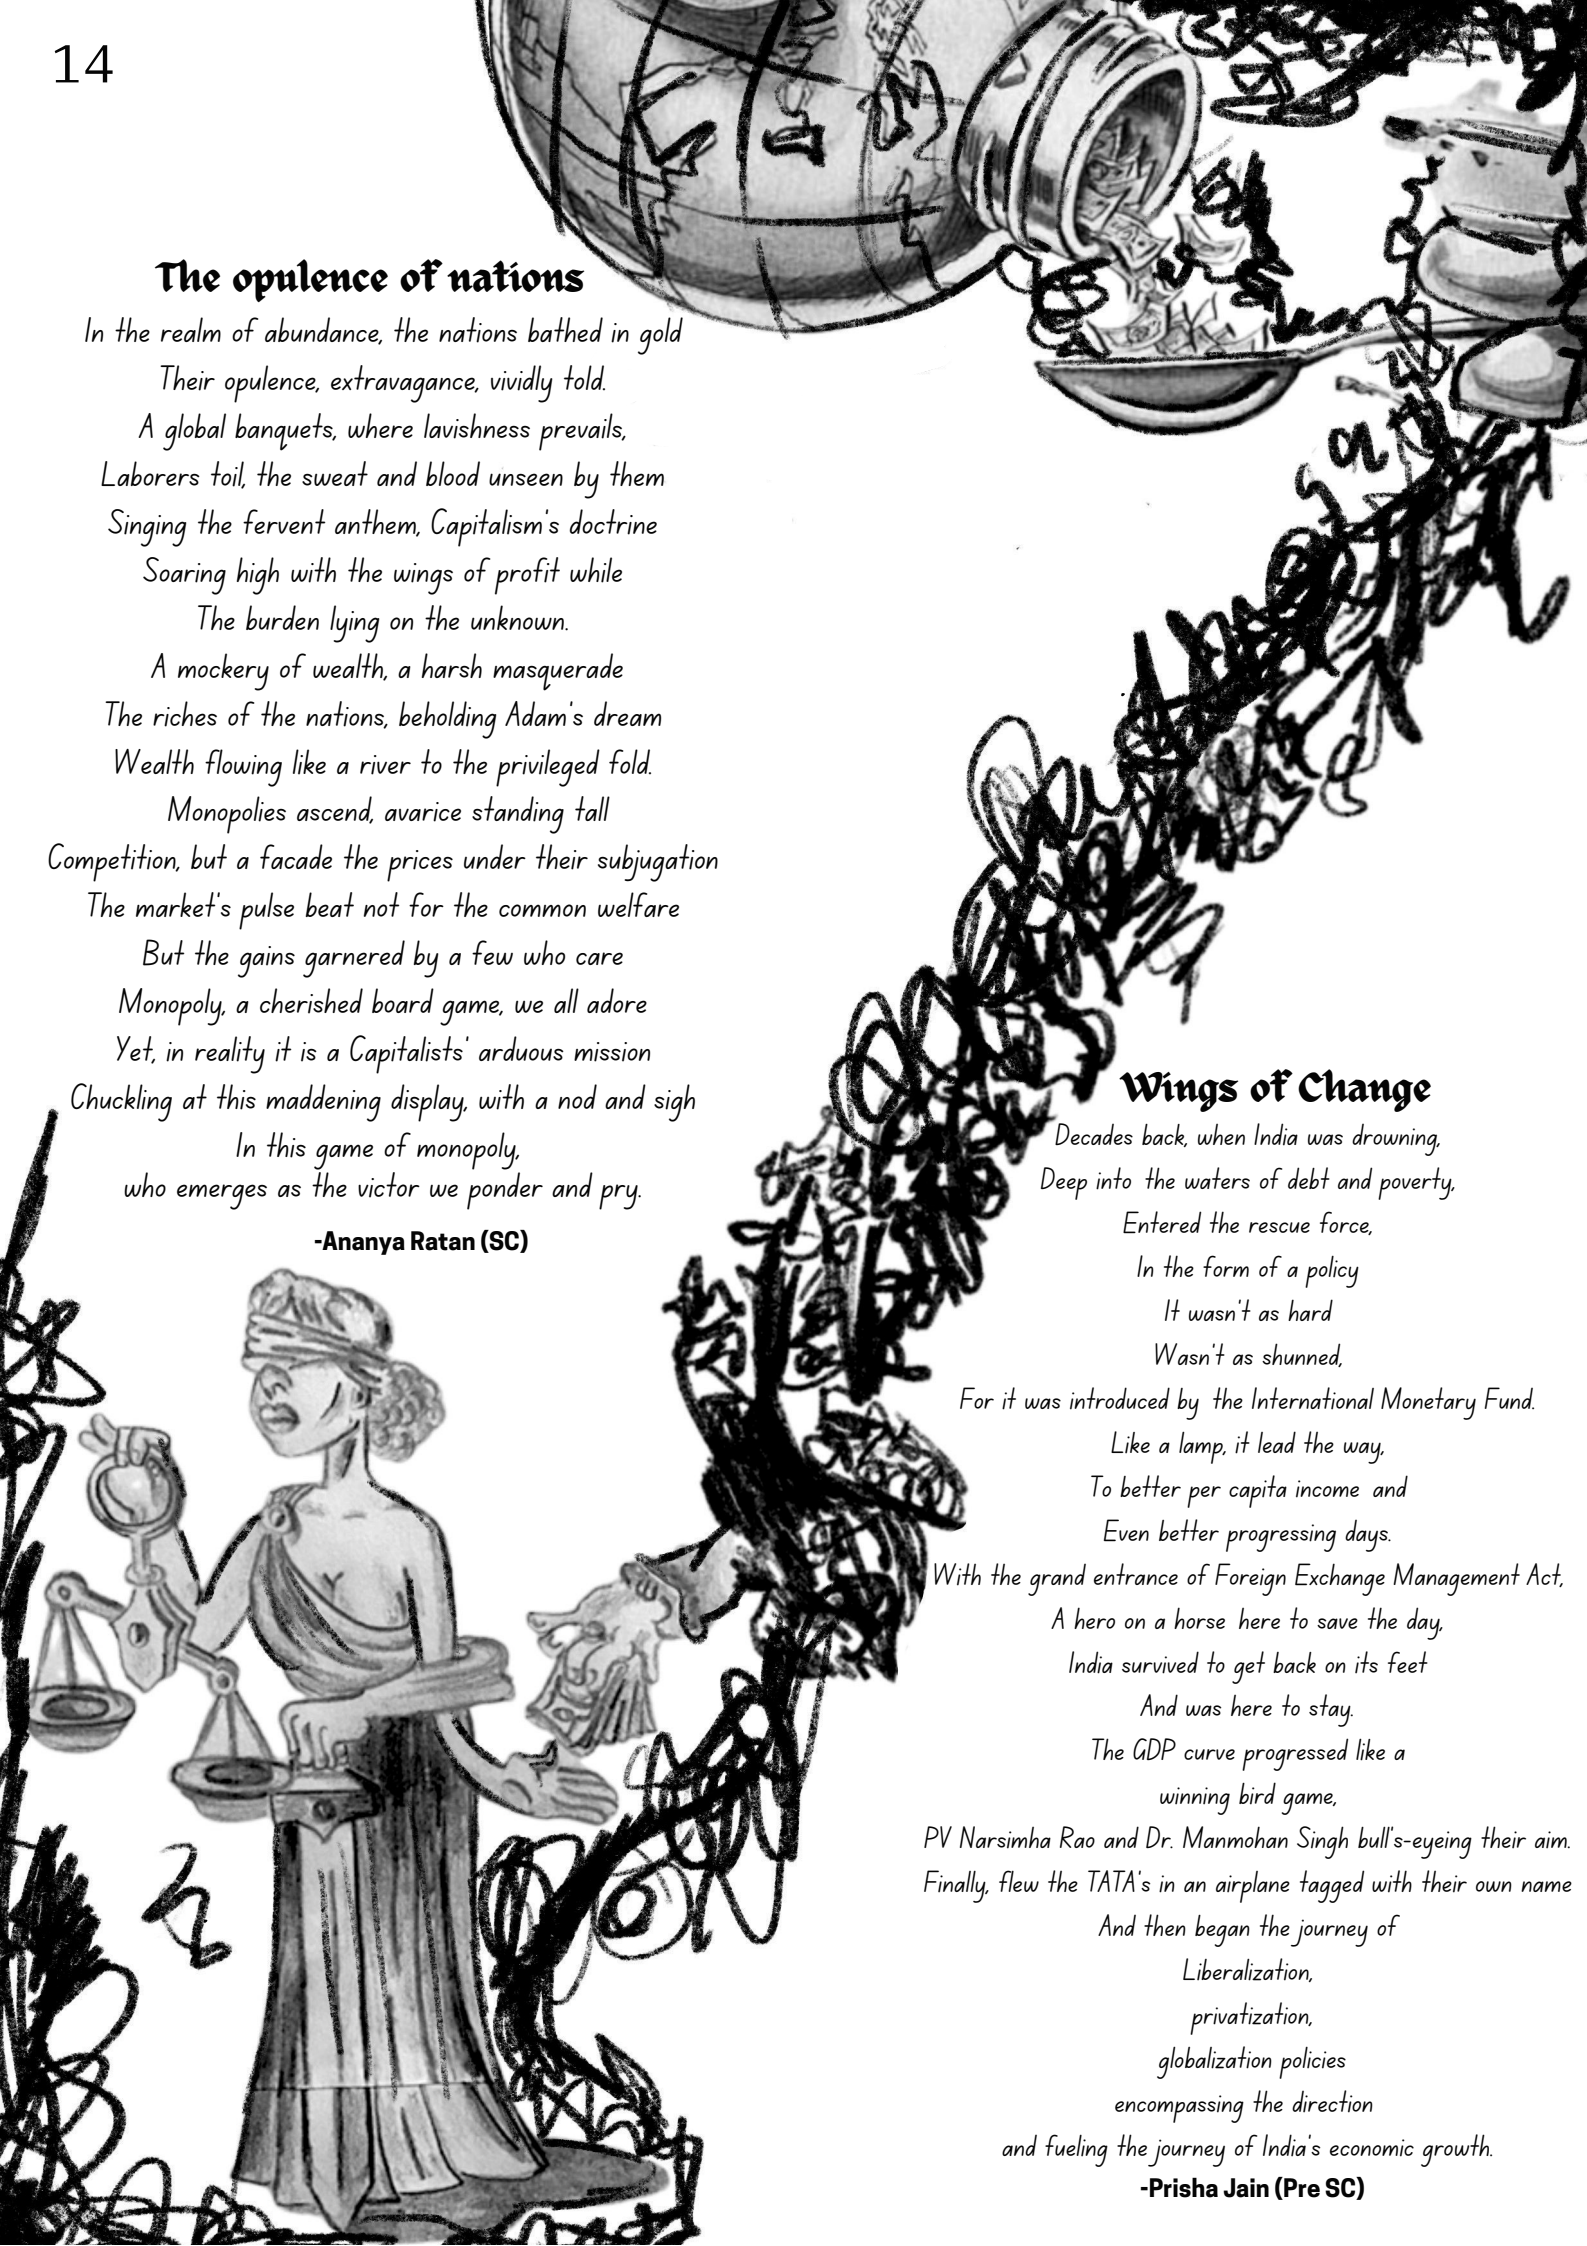 14
The opulence of nations
In the realm of abundance, the nations bathed in gold
Their opulence, extravagance, vividly told.
A global banquets, where lavishness prevails,
Laborers toil, the sweat and blood unseen by them
Singing the fervent anthem, Capitalism's doctrine
Soaring high with the wings of profit while
The burden lying on the unknown.
A mockery of wealth, a harsh masquerade
The riches of the nations, beholding Adam's dream
Wealth flowing like a river to the privileged fold.
Monopolies ascend, avarice standing tall
Competition, but a facade the prices under their subjugation
The market's pulse beat not for the common welfare
But the gains garnered by a few who care
Monopoly, a cherished board game, we all adore
Yet, in reality it is a Capitalists' arduous mission
Chuckling at this maddening display, with a nod and sigh
In this game of monopoly,
who emerges as the victor we ponder and pry.
-Ananya Ratan (SC)
Wings of Change
Decades back, when India was drowning,
Deep into the waters of debt and poverty,
Entered the rescue force,
In the form of a policy
It wasn't as hard
Wasn't as shunned,
For it was introduced by the International Monetary Fund.
Like a lamp, it lead the way,
To better per capita income and
Even better progressing days.
With the grand entrance of Foreign Exchange Management Act,
A hero on a horse here to save the day,
India survived to get back on its feet
And was here to stay.
The GDP curve progressed like a
winning bird game,
PV Narsimha Rao and Dr. Manmohan Singh bull's-eyeing their aim.
Finally, flew the TATA's in an airplane tagged with their own name
And then began the journey of
Liberalization,
privatization,
globalization policies
encompassing the direction
and fueling the journey of India's economic growth.
-Prisha Jain (Pre SC)